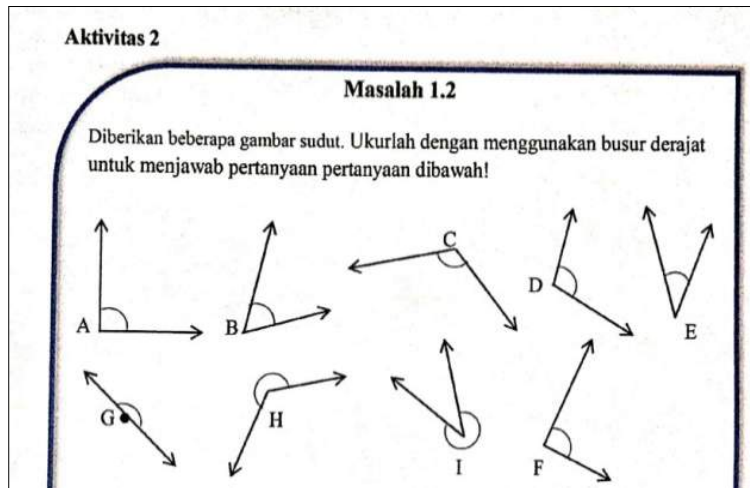 Aktivitas 2
Masalah 1.2
Diberikan beberapa gambar sudut. Ukurlah dengan menggunakan busur derajat
untuk menjawab pertanyaan pertanyaan dibawah!
A
B
C
D
E
G
H
I
F